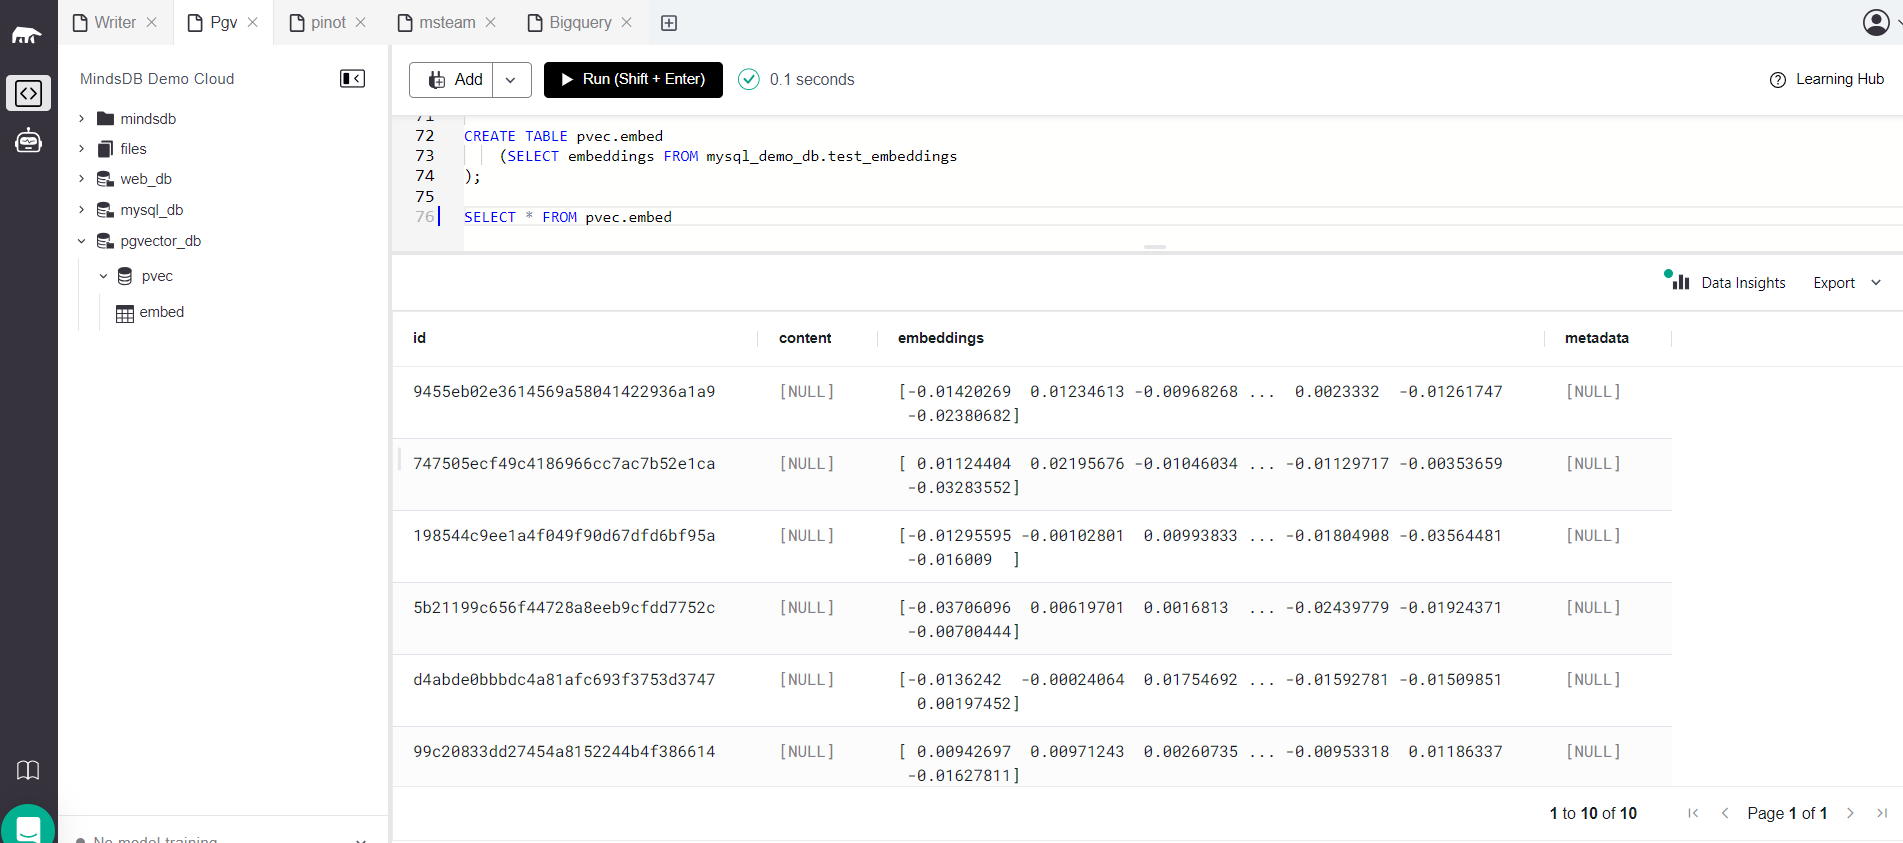 Writer
Pgv
pinot
msteam
Bigquery
MindsDB Demo Cloud
mindsdb
files
web_db
mysql_db
pgvector_db
pvec
embed
Add
Run (Shift + Enter)
0.1 seconds
Learning Hub
71
72 CREATE TABLE pvec.embed
73 (SELECT embeddings FROM mysql_demo_db.test_embeddings
74 );
75
76 SELECT * FROM pvec.embed
Data Insights
Export
id content embeddings metadata
9455eb02e3614569a58041422936a1a9 [NULL] [-0.01420269 0.01234613 -0.00968268 ... 0.0023332 -0.01261747 [NULL]
-0.02380682]
747505ecf49c4186966cc7ac7b52e1ca [NULL] [ 0.01124404 0.02195676 -0.01046034 ... -0.01129717 -0.00353659 [NULL]
-0.03283552]
198544c9ee1a4f049f90d67dfd6bf95a [NULL] [-0.01295595 -0.00102801 0.00993833 ... -0.01804908 -0.03564481 [NULL]
-0.016009 ]
5b21199c656f44728a8eeb9cfdd7752c [NULL] [-0.03706096 0.00619701 0.0016813 ... -0.02439779 -0.01924371 [NULL]
-0.00700444]
d4abde0bbbdc4a81afc693f3753d3747 [NULL] [-0.0136242 -0.00024064 0.01754692 ... -0.01592781 -0.01509851 [NULL]
0.00197452]
99c20833dd27454a8152244b4f386614 [NULL] [ 0.00942697 0.00971243 0.00260735 ... -0.00953318 0.01186337 [NULL]
-0.01627811]
1 to 10 of 10
Page 1 of 1
No model training